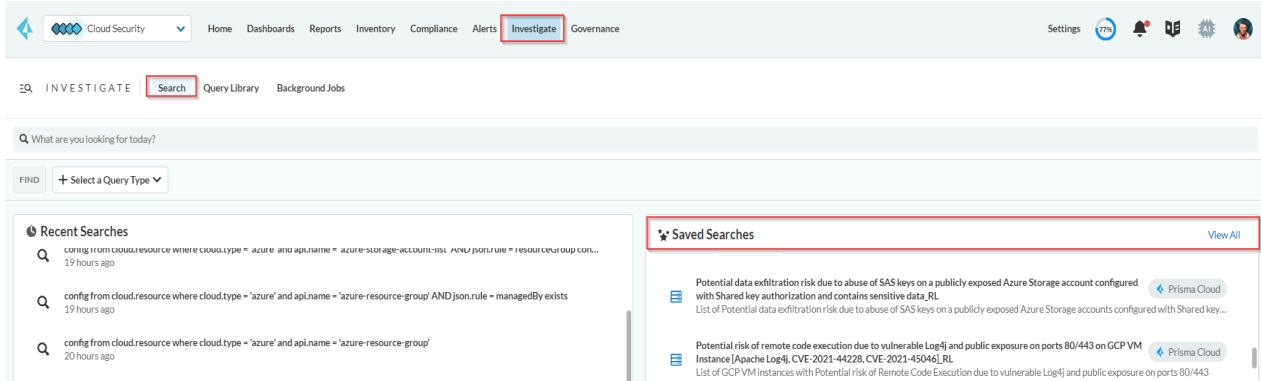 Cloud Security
Home Dashboards Reports Inventory Compliance Alerts Investigate Governance
Settings 77% AI
INVESTIGATE Search Query Library Background Jobs
What are you looking for today?
FIND + Select a Query Type
Recent Searches
config from cloud.resource where cloud.type = 'azure' and api.name = 'azure-storage-account-list' AND json.rule = resourceGroup con...
19 hours ago
config from cloud.resource where cloud.type = 'azure' and api.name = 'azure-resource-group' AND json.rule = managedBy exists
19 hours ago
config from cloud.resource where cloud.type = 'azure' and api.name = 'azure-resource-group'
20 hours ago
Saved Searches View All
Potential data exfiltration risk due to abuse of SAS keys on a publicly exposed Azure Storage account configured
with Shared key authorization and contains sensitive data_RL
Prisma Cloud
List of Potential data exfiltration risk due to abuse of SAS keys on a publicly exposed Azure Storage accounts configured with Shared key...
Potential risk of remote code execution due to vulnerable Log4j and public exposure on ports 80/443 on GCP VM
Instance [Apache Log4j, CVE-2021-44228, CVE-2021-45046]_RL
Prisma Cloud
List of GCP VM instances with Potential risk of Remote Code Execution due to vulnerable Log4j and public exposure on ports 80/443